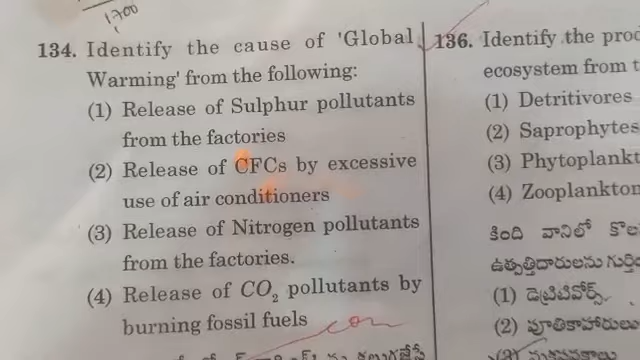 1700
134. Identify the cause of 'Global
Warming' from the following:
(1) Release of Sulphur pollutants
from the factories
(2) Release of CFCs by excessive
use of air conditioners
(3) Release of Nitrogen pollutants
from the factories.
(4) Release of CO₂ pollutants by
burning fossil fuels
con
136. Identify the
ecosystem from
(1) Detritivores
(2) Saprophytes
(3) Phytoplankt
(4) Zooplankton
కింది వానిలో
ఉత్పత్తిదారులను
(1) డెట్రిటివోర్స్
(2) పూతికాహారులు